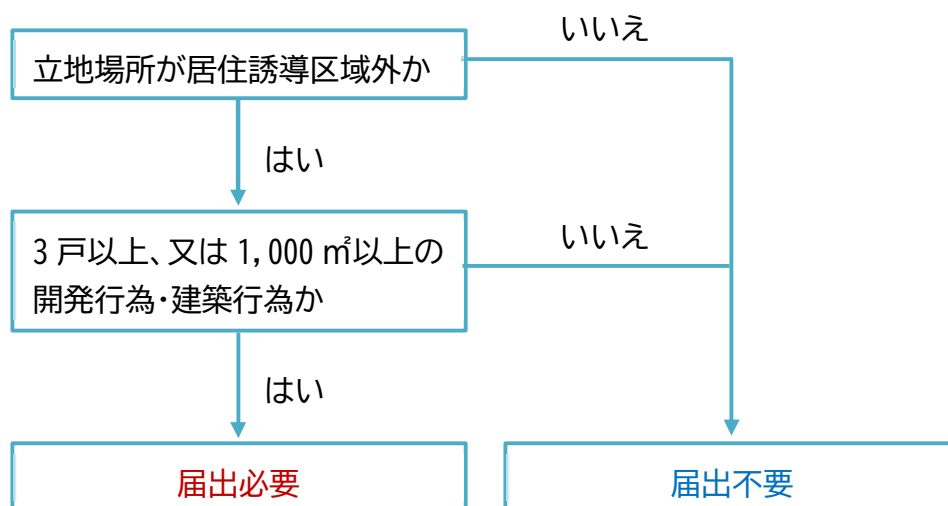 いいえ
立地場所が居住誘導区域外か
はい
いいえ
3戸以上、又は1,000㎡以上の
開発行為・建築行為か
はい
届出必要
届出不要